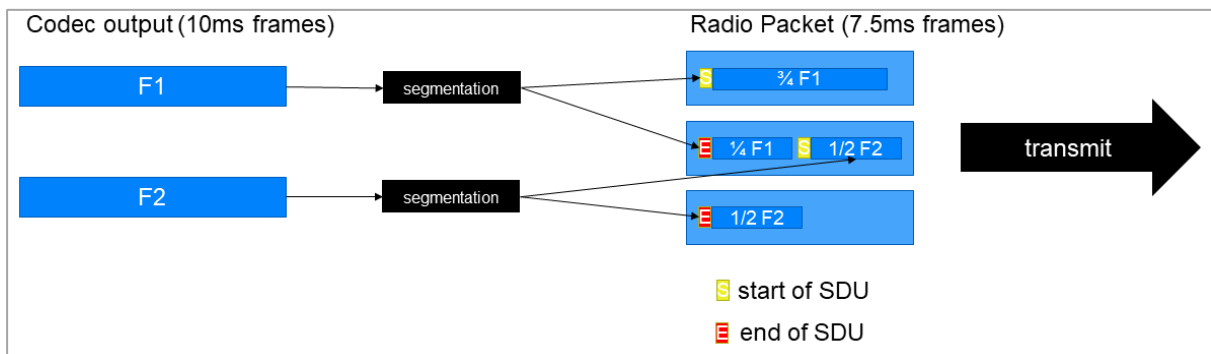 Codec output (10ms frames)
Radio Packet (7.5ms frames)
F1
segmentation
S
¾ F1
E
¼ F1
S
1/2 F2
transmit
F2
segmentation
E
1/2 F2
S start of SDU
E end of SDU